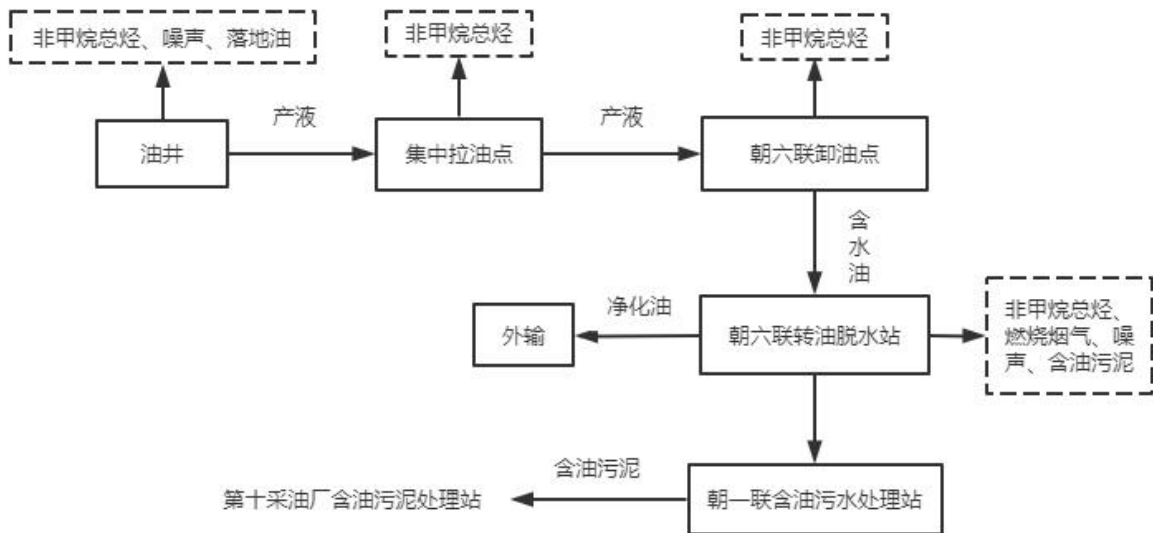 非甲烷总烃、噪声、落地油
非甲烷总烃
非甲烷总烃
产液
产液
油井
集中拉油点
朝六联卸油点
含
水
油
净化油
外输
朝六联转油脱水站
非甲烷总烃、
燃烧烟气、噪
声、含油污泥
含油污泥
第十采油厂含油污泥处理站
朝一联含油污水处理站